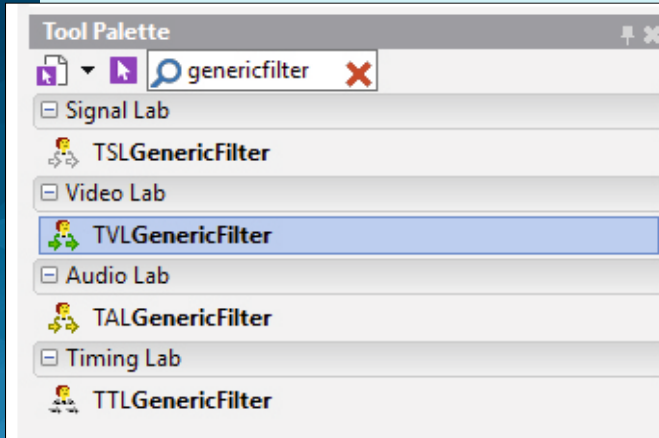 Tool Palette
genericfilter
Signal Lab
TSLGenericFilter
Video Lab
TVLGenericFilter
Audio Lab
TALGenericFilter
Timing Lab
TTLGenericFilter